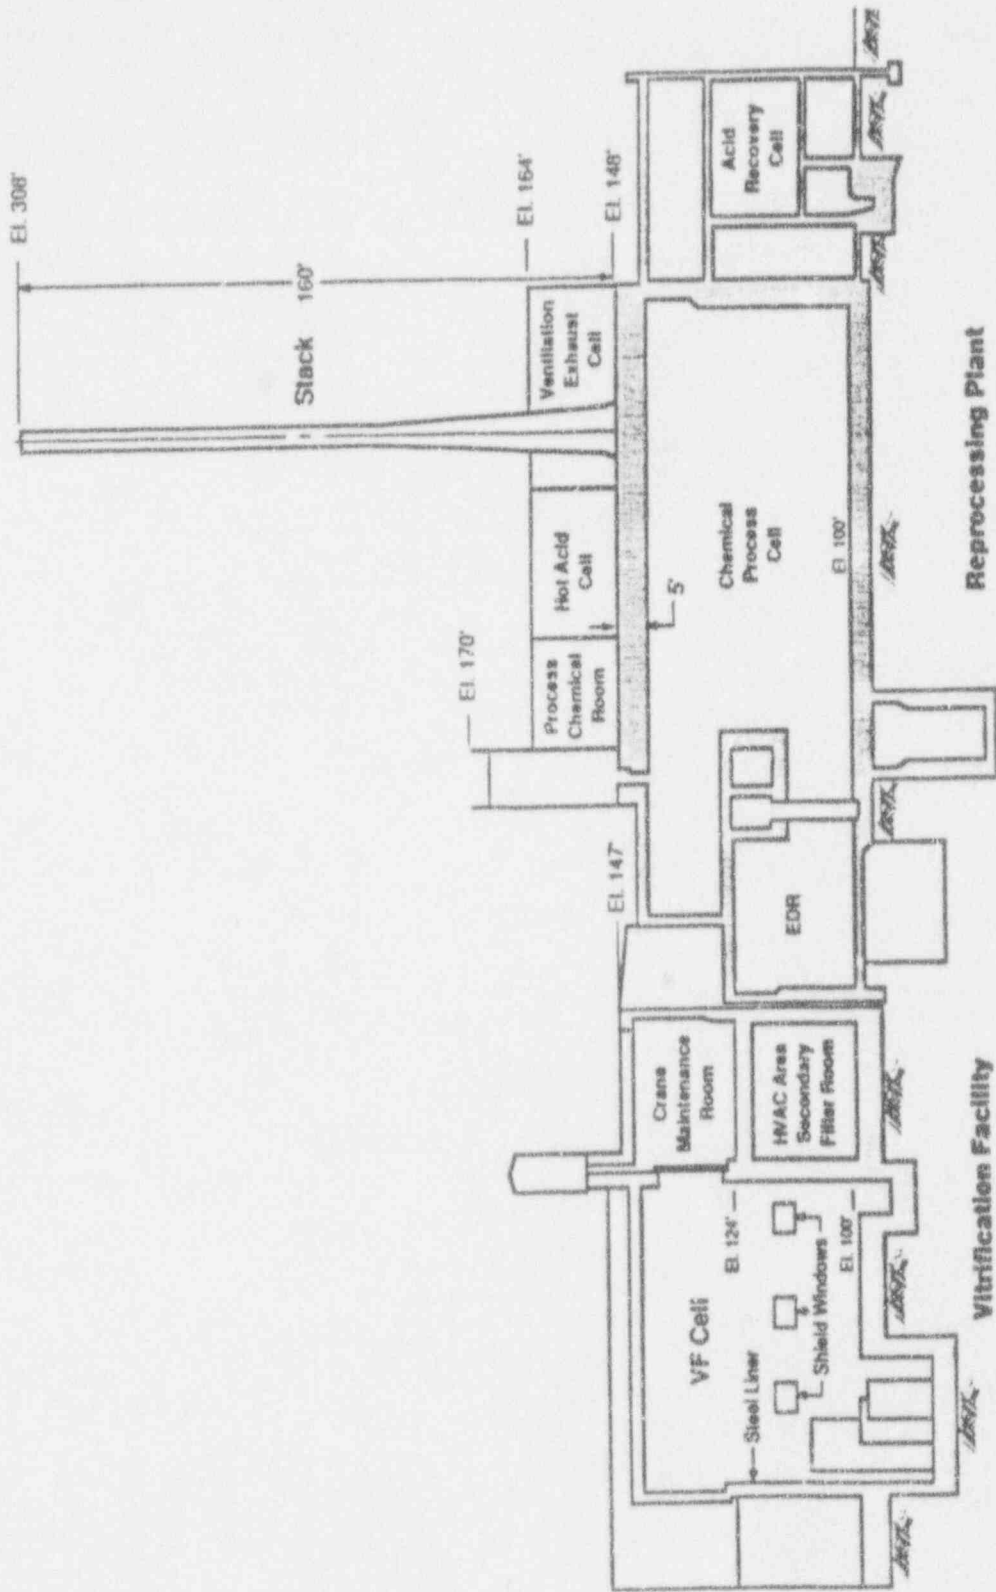 El. 308'
Stack 160'
El. 164'
El. 148'
El. 170'
El. 147'
Process
Chemical
Room
Hot Acid
Cell
Ventilation
Exhaust
Cell
5'
Acid
Recovery
Cell
Chemical
Process
Cell
El. 100'
EDR
Crane
Maintenance
Room
HVAC Area
Secondary
Filter Room
VF Cell
El. 124'
Steel Liner
Shield Windows
El. 100'
Vitrification Facility
Reprocessing Plant